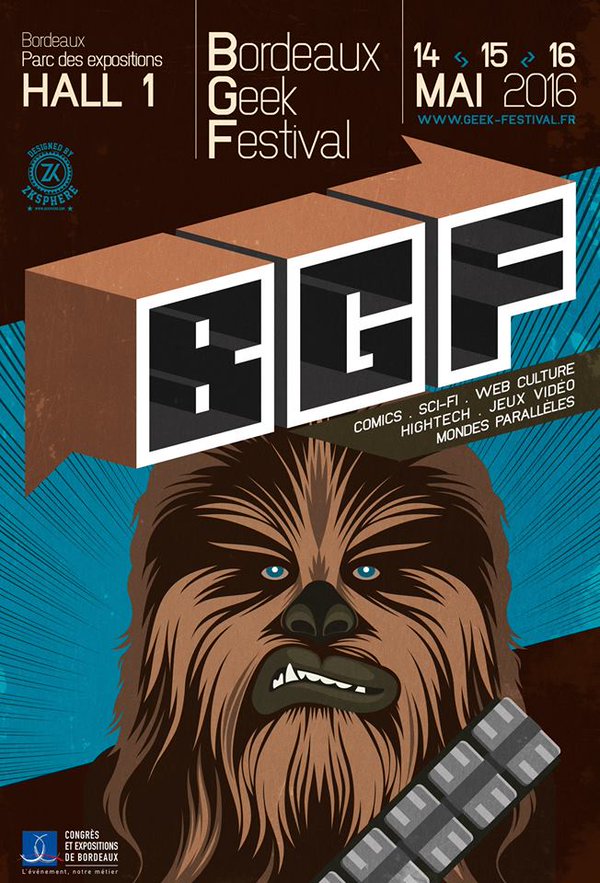 Bordeaux
Parc des expositions
HALL 1
Bordeaux
Geek
Festival
14 15 16
MAI 2016
WWW.GEEK-FESTIVAL.FR
DESIGNED BY
ZK
ZKSPHERE
BGF
COMICS . SCI-FI . WEB CULTURE
HIGHTECH . JEUX VIDÉO
MONDES PARALLÈLES
CONGRÈS
ET EXPOSITIONS
DE BORDEAUX
L'évènement, notre métier